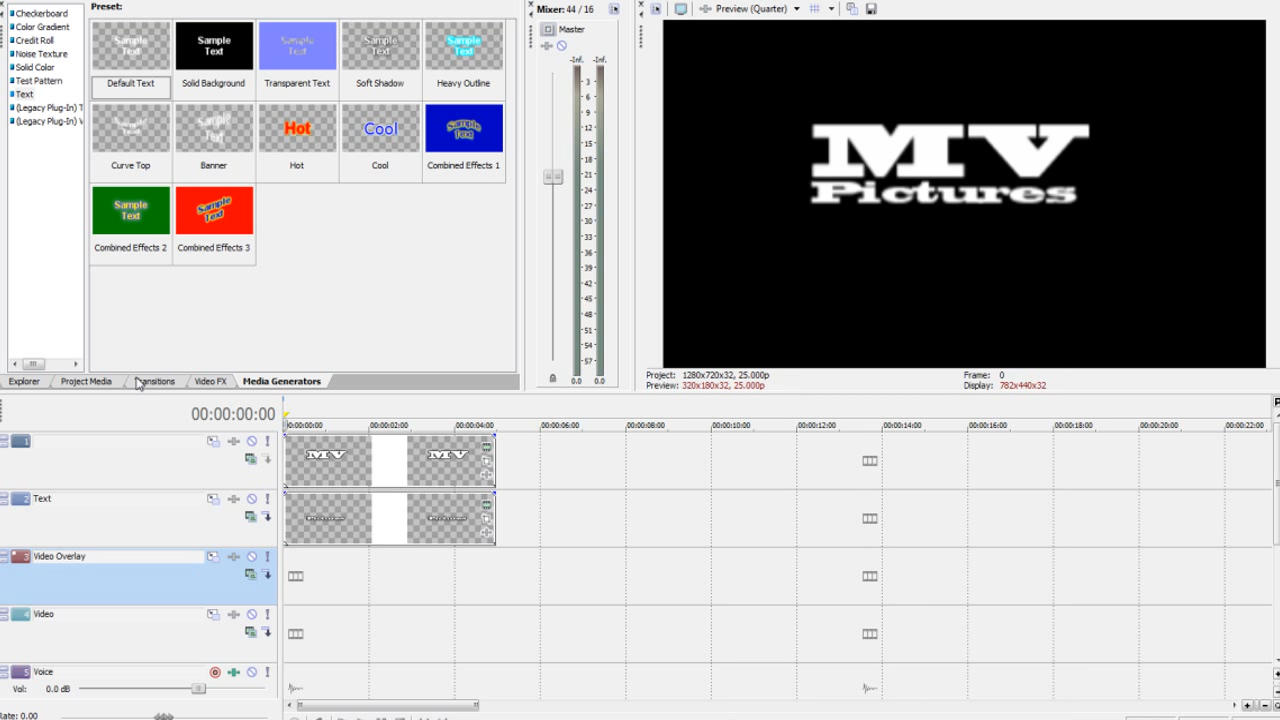 Checkerboard
Color Gradient
Credit Roll
Noise Texture
Solid Color
Test Pattern
Text
(Legacy Plug-In) T
(Legacy Plug-In) V
Preset:
Sample Text
Default Text
Sample Text
Solid Background
Sample Text
Transparent Text
Sample Text
Soft Shadow
Sample Text
Heavy Outline
Sample Text
Curve Top
Sample Text
Banner
Hot
Hot
Cool
Cool
Sample Text
Combined Effects 1
Sample Text
Combined Effects 2
Sample Text
Combined Effects 3
Explorer
Project Media
Video FX
Media Generators
Mixer: 44 / 16
Master
-Inf. -Inf.
3
6
9
12
15
18
21
24
27
30
33
36
39
42
45
48
51
54
57
0.0 0.0
Preview (Quarter)
MV
Pictures
Project: 1280x720x32, 25.000p
Preview: 320x180x32, 25.000p
Frame: 0
Display: 782x440x32
00:00:00:00
00:00:02:00
00:00:04:00
00:00:06:00
00:00:08:00
00:00:10:00
00:00:12:00
00:00:14:00
00:00:16:00
00:00:18:00
00:00:20:00
00:00:22:00
1
MV
MV
2 Text
Pictures
Pictures
3 Video Overlay
4 Video
5 Voice
Vol: 0.0 dB
Rate: 0.00